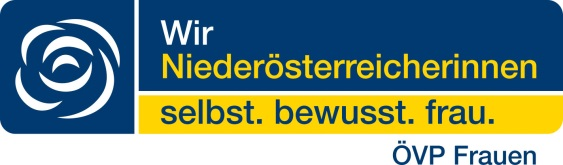 Wir
Niederösterreicherinnen
selbst. bewusst. frau.
ÖVP Frauen